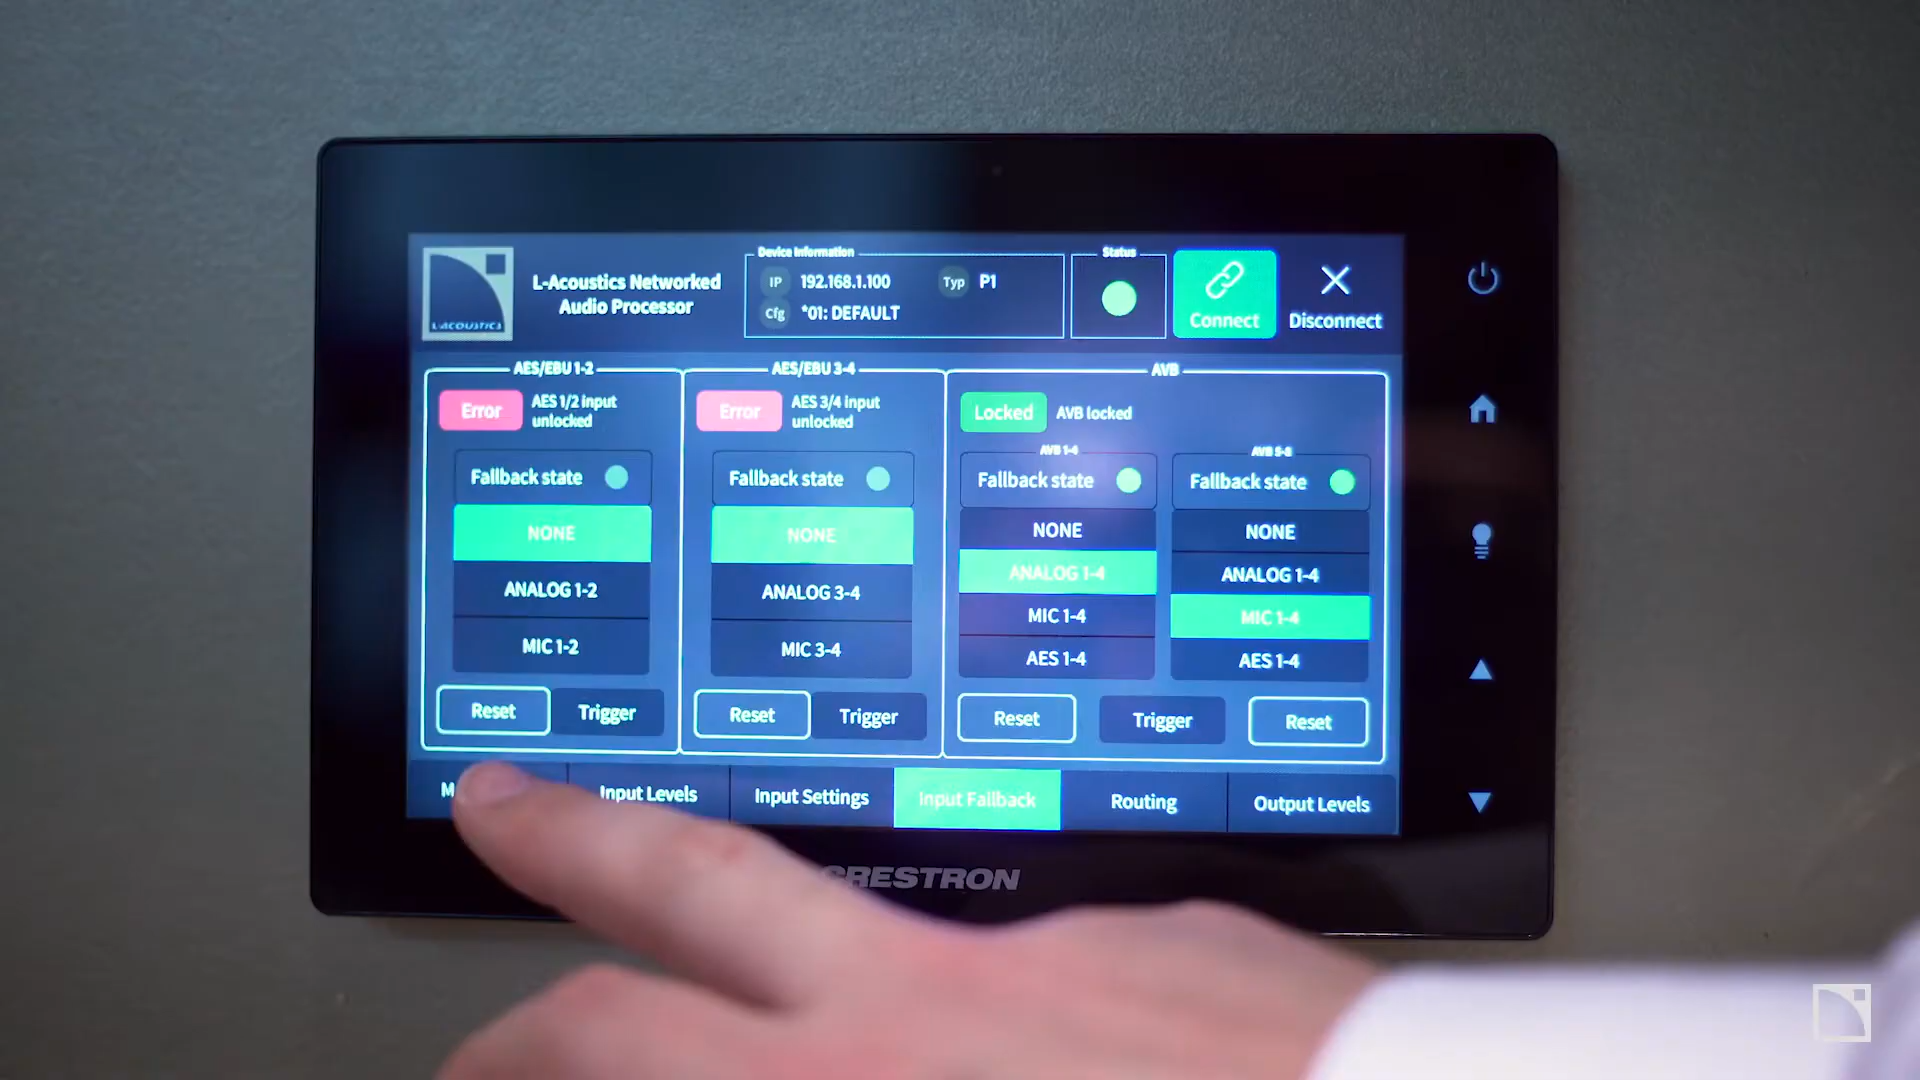 L-ACOUSTICS
L-Acoustics Networked
Audio Processor
Device Information
IP 192.168.1.100 Typ P1
Cfg *01: DEFAULT
Status
Connect
Disconnect
AES/EBU 1-2
Error AES 1/2 input
unlocked
Fallback state
NONE
ANALOG 1-2
MIC 1-2
Reset Trigger
AES/EBU 3-4
Error AES 3/4 input
unlocked
Fallback state
NONE
ANALOG 3-4
MIC 3-4
Reset Trigger
AVB
Locked AVB locked
AVB 1-4
Fallback state
NONE
ANALOG 1-4
MIC 1-4
AES 1-4
AVB 5-8
Fallback state
NONE
ANALOG 1-4
MIC 1-4
AES 1-4
Reset Trigger Reset
Input Levels Input Settings Input Fallback Routing Output Levels
CRESTRON